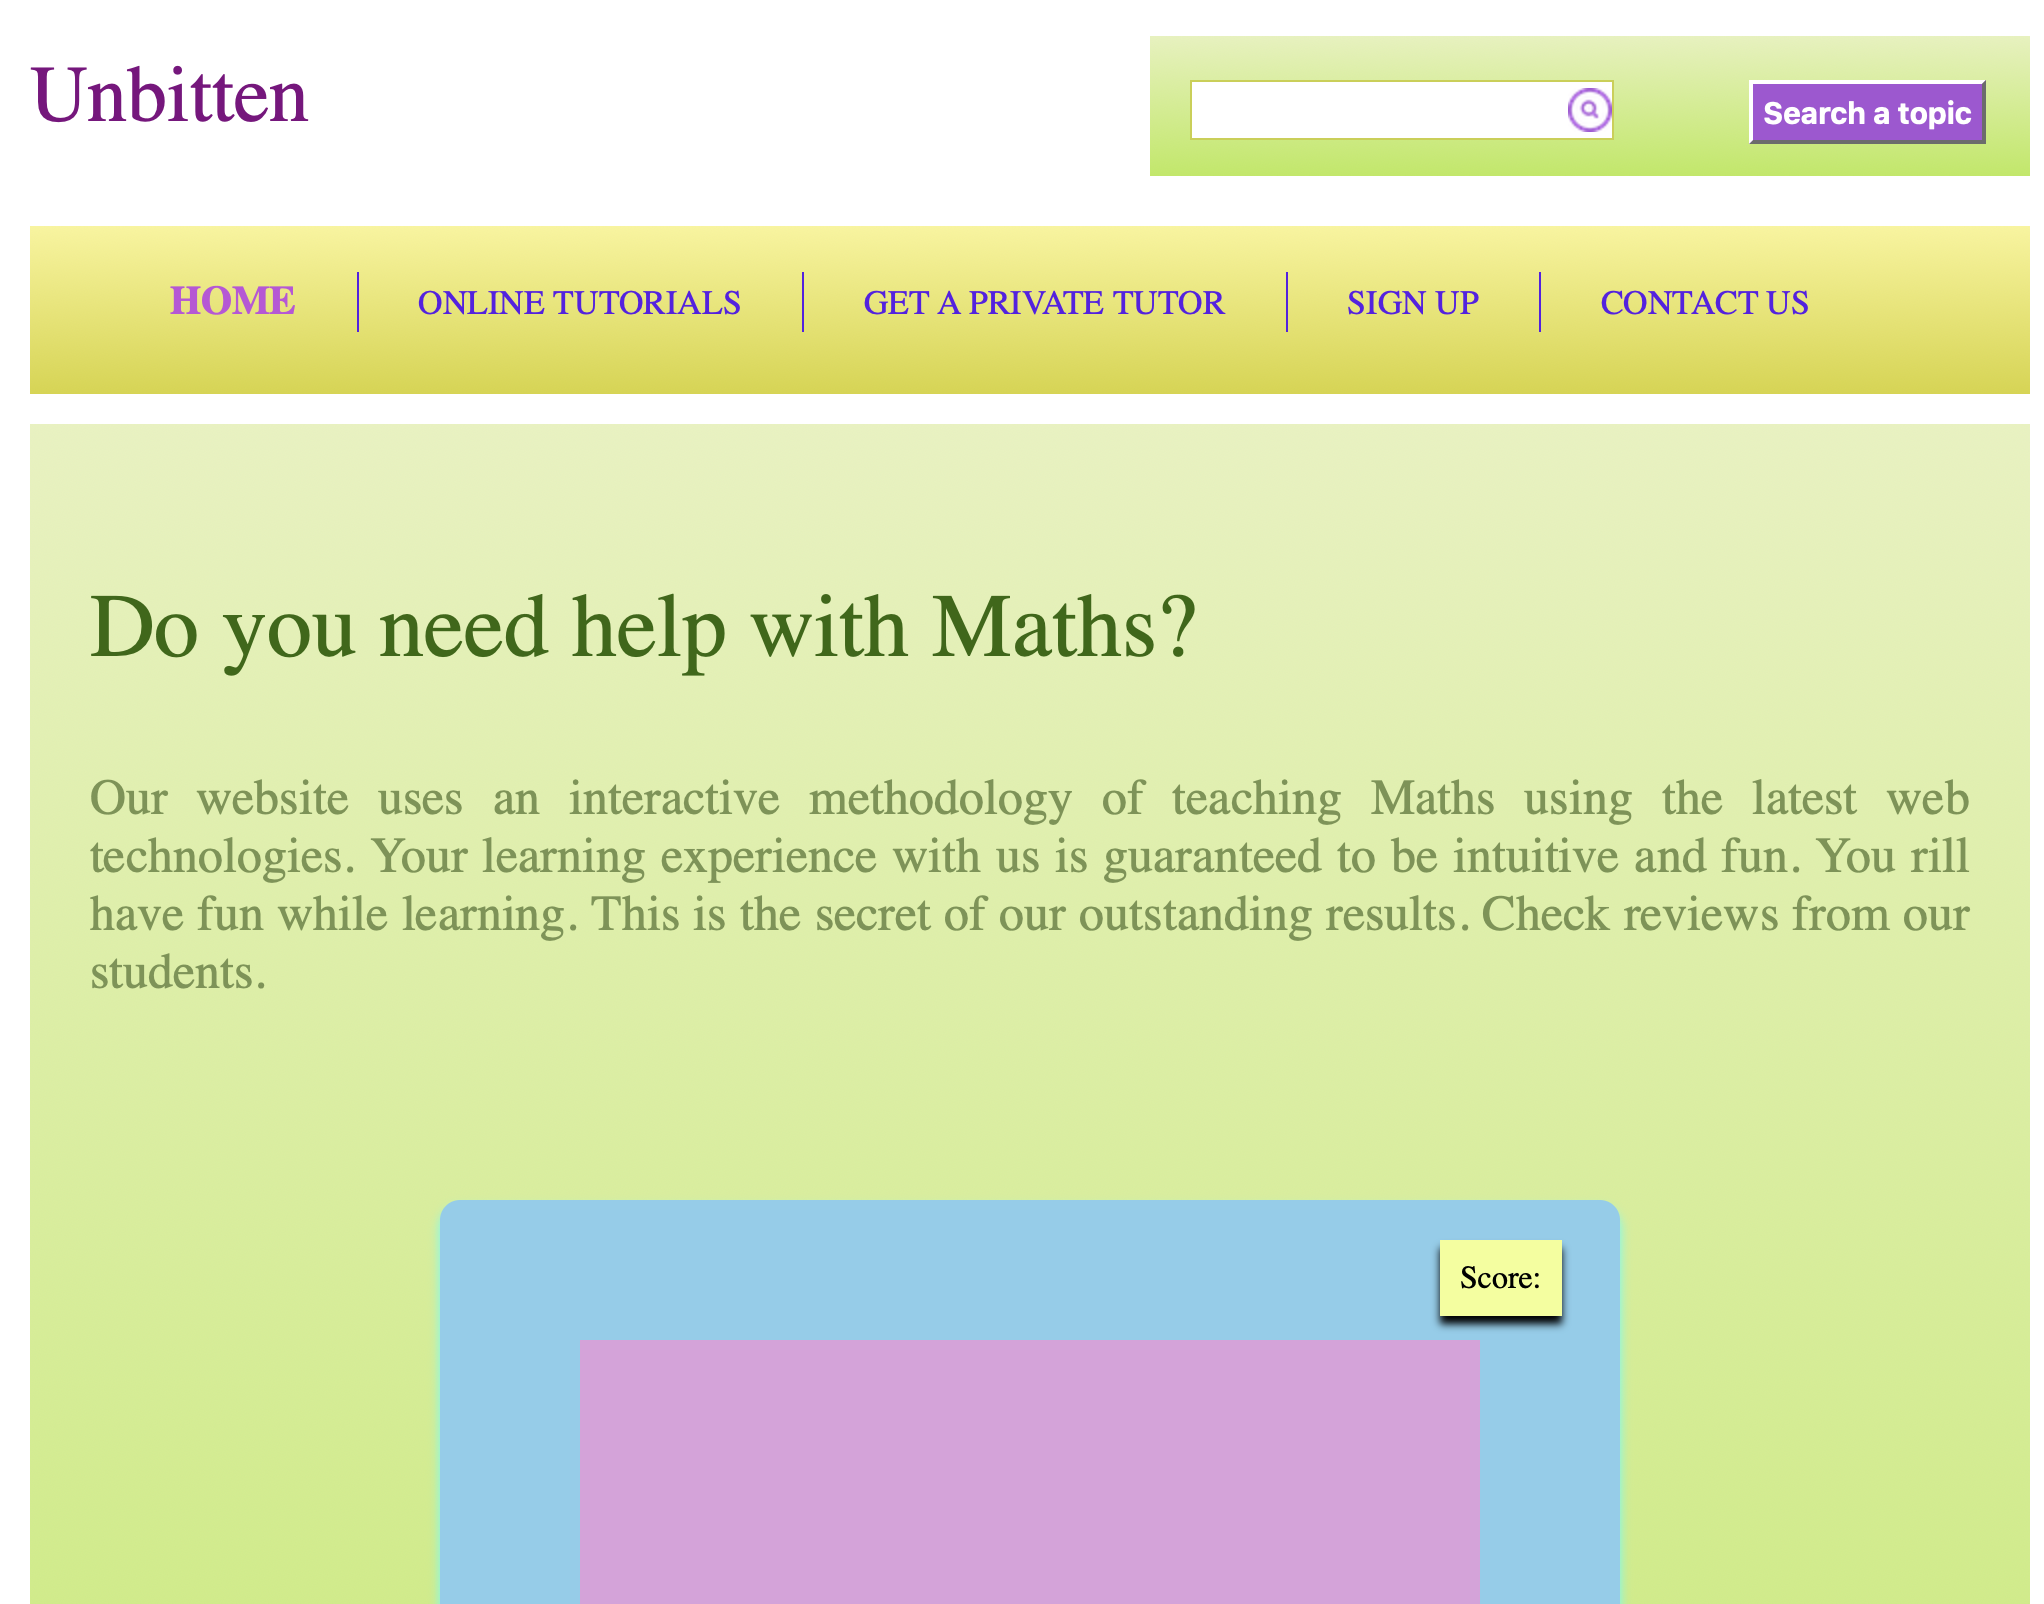 Unbitten
Search a topic
HOME
ONLINE TUTORIALS
GET A PRIVATE TUTOR
SIGN UP
CONTACT US
Do you need help with Maths?
Our website uses an interactive methodology of teaching Maths using the latest web
technologies. Your learning experience with us is guaranteed to be intuitive and fun. You rill
have fun while learning. This is the secret of our outstanding results. Check reviews from our
students.
Score: